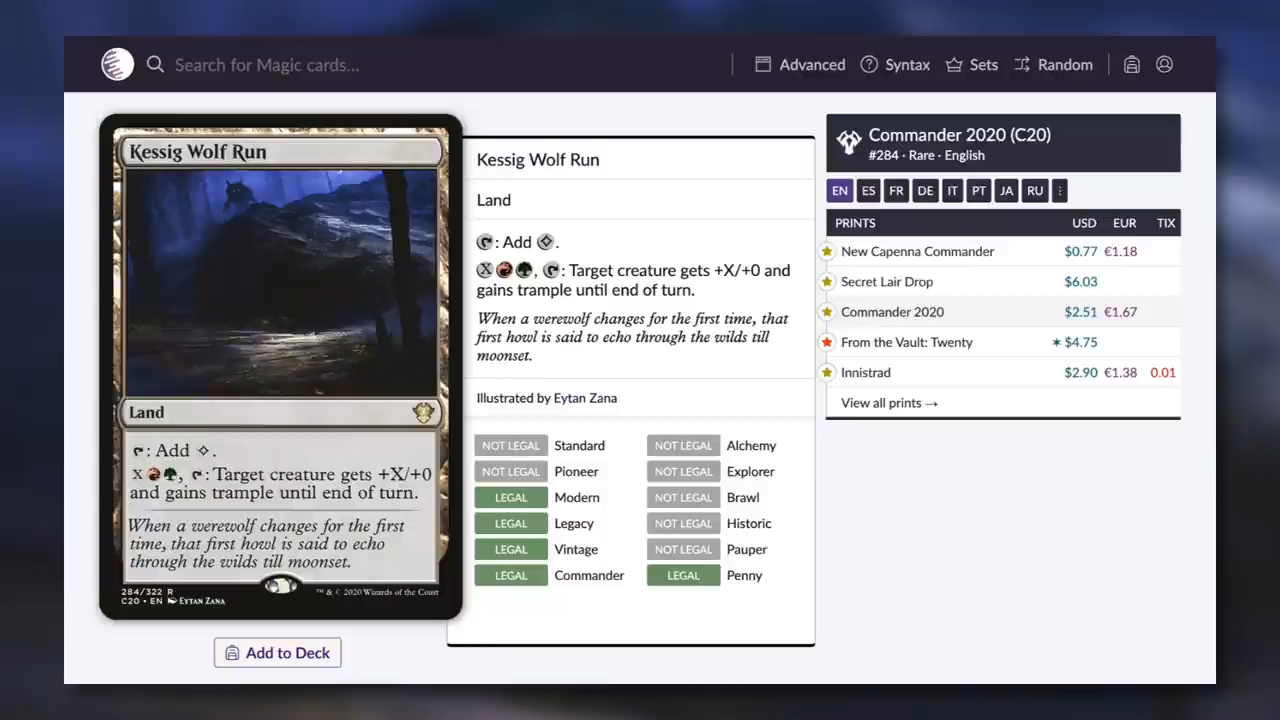 Search for Magic cards...
Advanced
Syntax
Sets
Random
Kessig Wolf Run
Land
: Add .
X , : Target creature gets +X/+0
and gains trample until end of turn.
When a werewolf changes for the first
time, that first howl is said to echo
through the wilds till moonset.
284/322 R
C20 • EN EYTAN ZANA
™ & © 2020 Wizards of the Coast
Add to Deck
Kessig Wolf Run
Land
: Add .
X , : Target creature gets +X/+0 and
gains trample until end of turn.
When a werewolf changes for the first time, that
first howl is said to echo through the wilds till
moonset.
Illustrated by Eytan Zana
NOT LEGAL Standard NOT LEGAL Alchemy
NOT LEGAL Pioneer NOT LEGAL Explorer
LEGAL Modern NOT LEGAL Brawl
LEGAL Legacy NOT LEGAL Historic
LEGAL Vintage NOT LEGAL Pauper
LEGAL Commander LEGAL Penny
Commander 2020 (C20)
#284 · Rare · English
EN ES FR DE IT PT JA RU
PRINTS USD EUR TIX
New Capenna Commander $0.77 €1.18
Secret Lair Drop $6.03
Commander 2020 $2.51 €1.67
From the Vault: Twenty ✶ $4.75
Innistrad $2.90 €1.38 0.01
View all prints →